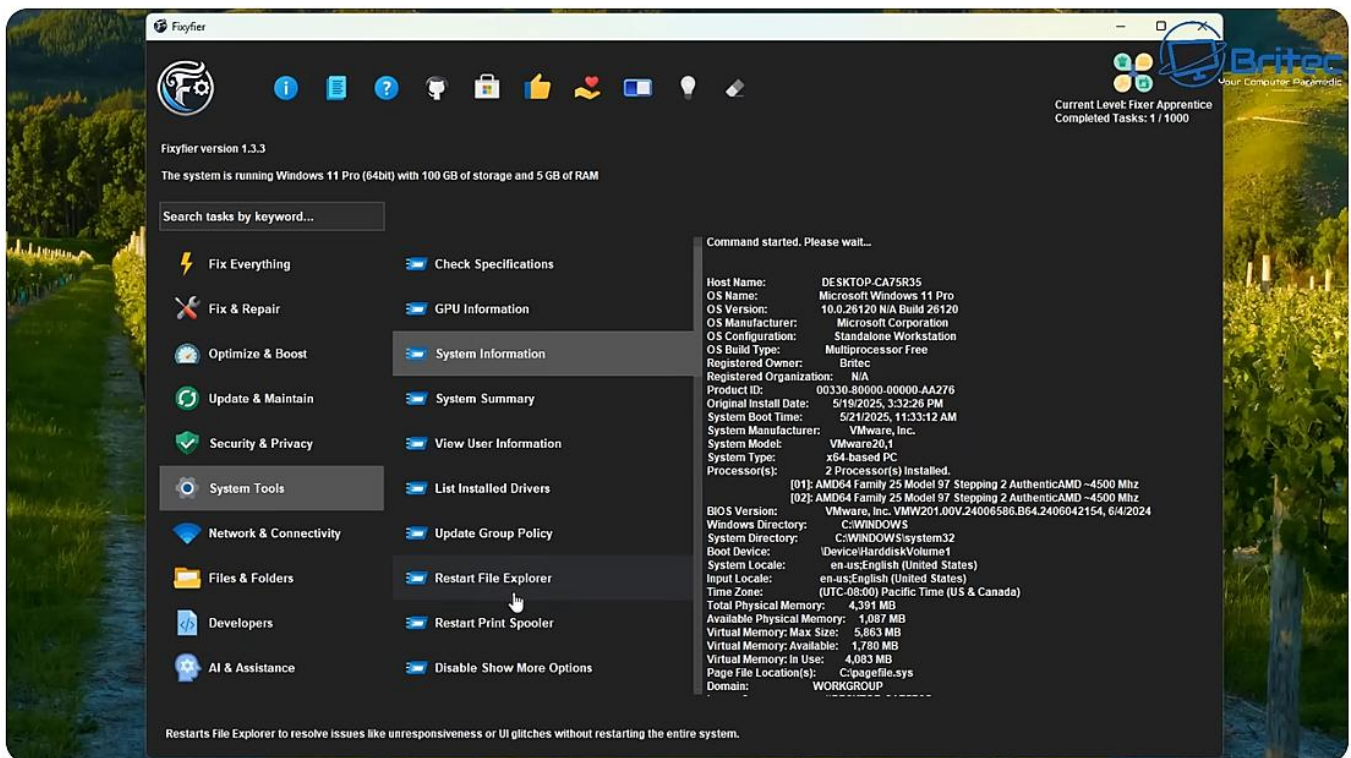 Fixyfier
Britec
Your Computer Paramedic
Current Level: Fixer Apprentice
Completed Tasks: 1 / 1000
Fixyfier version 1.3.3
The system is running Windows 11 Pro (64bit) with 100 GB of storage and 5 GB of RAM
Search tasks by keyword...
Fix Everything
Fix & Repair
Optimize & Boost
Update & Maintain
Security & Privacy
System Tools
Network & Connectivity
Files & Folders
Developers
AI & Assistance
Check Specifications
GPU Information
System Information
System Summary
View User Information
List Installed Drivers
Update Group Policy
Restart File Explorer
Restart Print Spooler
Disable Show More Options
Command started. Please wait...
Host Name: DESKTOP-CA75R35
OS Name: Microsoft Windows 11 Pro
OS Version: 10.0.26120 N/A Build 26120
OS Manufacturer: Microsoft Corporation
OS Configuration: Standalone Workstation
OS Build Type: Multiprocessor Free
Registered Owner: Britec
Registered Organization: N/A
Product ID: 00330-80000-00000-AA276
Original Install Date: 5/19/2025, 3:32:26 PM
System Boot Time: 5/21/2025, 11:33:12 AM
System Manufacturer: VMware, Inc.
System Model: VMware20,1
System Type: x64-based PC
Processor(s): 2 Processor(s) Installed.
[01]: AMD64 Family 25 Model 97 Stepping 2 AuthenticAMD ~4500 Mhz
[02]: AMD64 Family 25 Model 97 Stepping 2 AuthenticAMD ~4500 Mhz
BIOS Version: VMware, Inc. VMW201.00V.24006586.B64.2406042154, 6/4/2024
Windows Directory: C:\WINDOWS
System Directory: C:\WINDOWS\system32
Boot Device: \Device\HarddiskVolume1
System Locale: en-us;English (United States)
Input Locale: en-us;English (United States)
Time Zone: (UTC-08:00) Pacific Time (US & Canada)
Total Physical Memory: 4,391 MB
Available Physical Memory: 1,087 MB
Virtual Memory: Max Size: 5,863 MB
Virtual Memory: Available: 1,780 MB
Virtual Memory: In Use: 4,083 MB
Page File Location(s): C:\pagefile.sys
Domain: WORKGROUP
Restarts File Explorer to resolve issues like unresponsiveness or UI glitches without restarting the entire system.